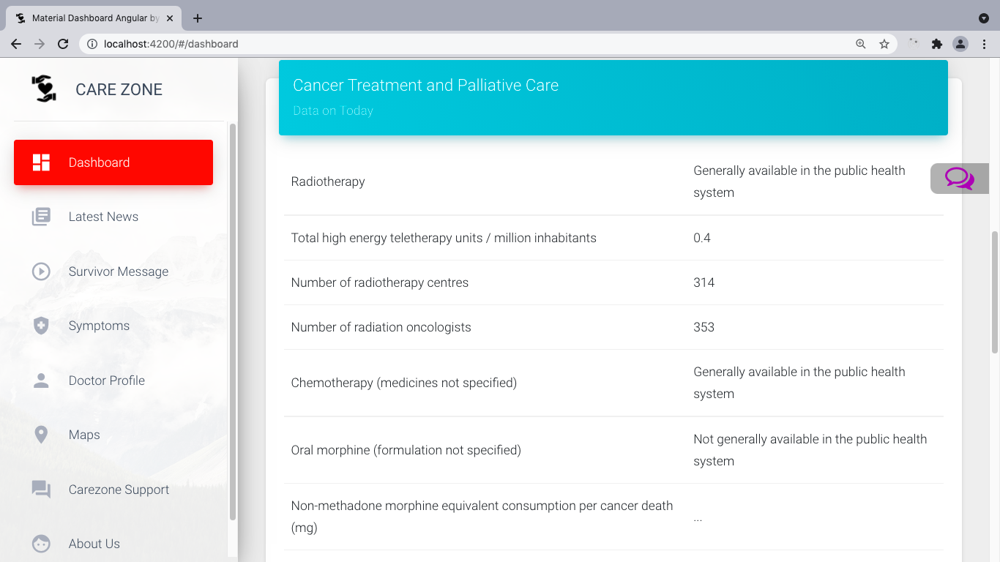 Material Dashboard Angular by
localhost:4200/#/dashboard
CARE ZONE
Dashboard
Latest News
Survivor Message
Symptoms
Doctor Profile
Maps
Carezone Support
About Us
Cancer Treatment and Palliative Care
Data on Today
Radiotherapy
Generally available in the public health
system
Total high energy teletherapy units / million inhabitants
0.4
Number of radiotherapy centres
314
Number of radiation oncologists
353
Chemotherapy (medicines not specified)
Generally available in the public health
system
Oral morphine (formulation not specified)
Not generally available in the public health
system
Non-methadone morphine equivalent consumption per cancer death
(mg)
...